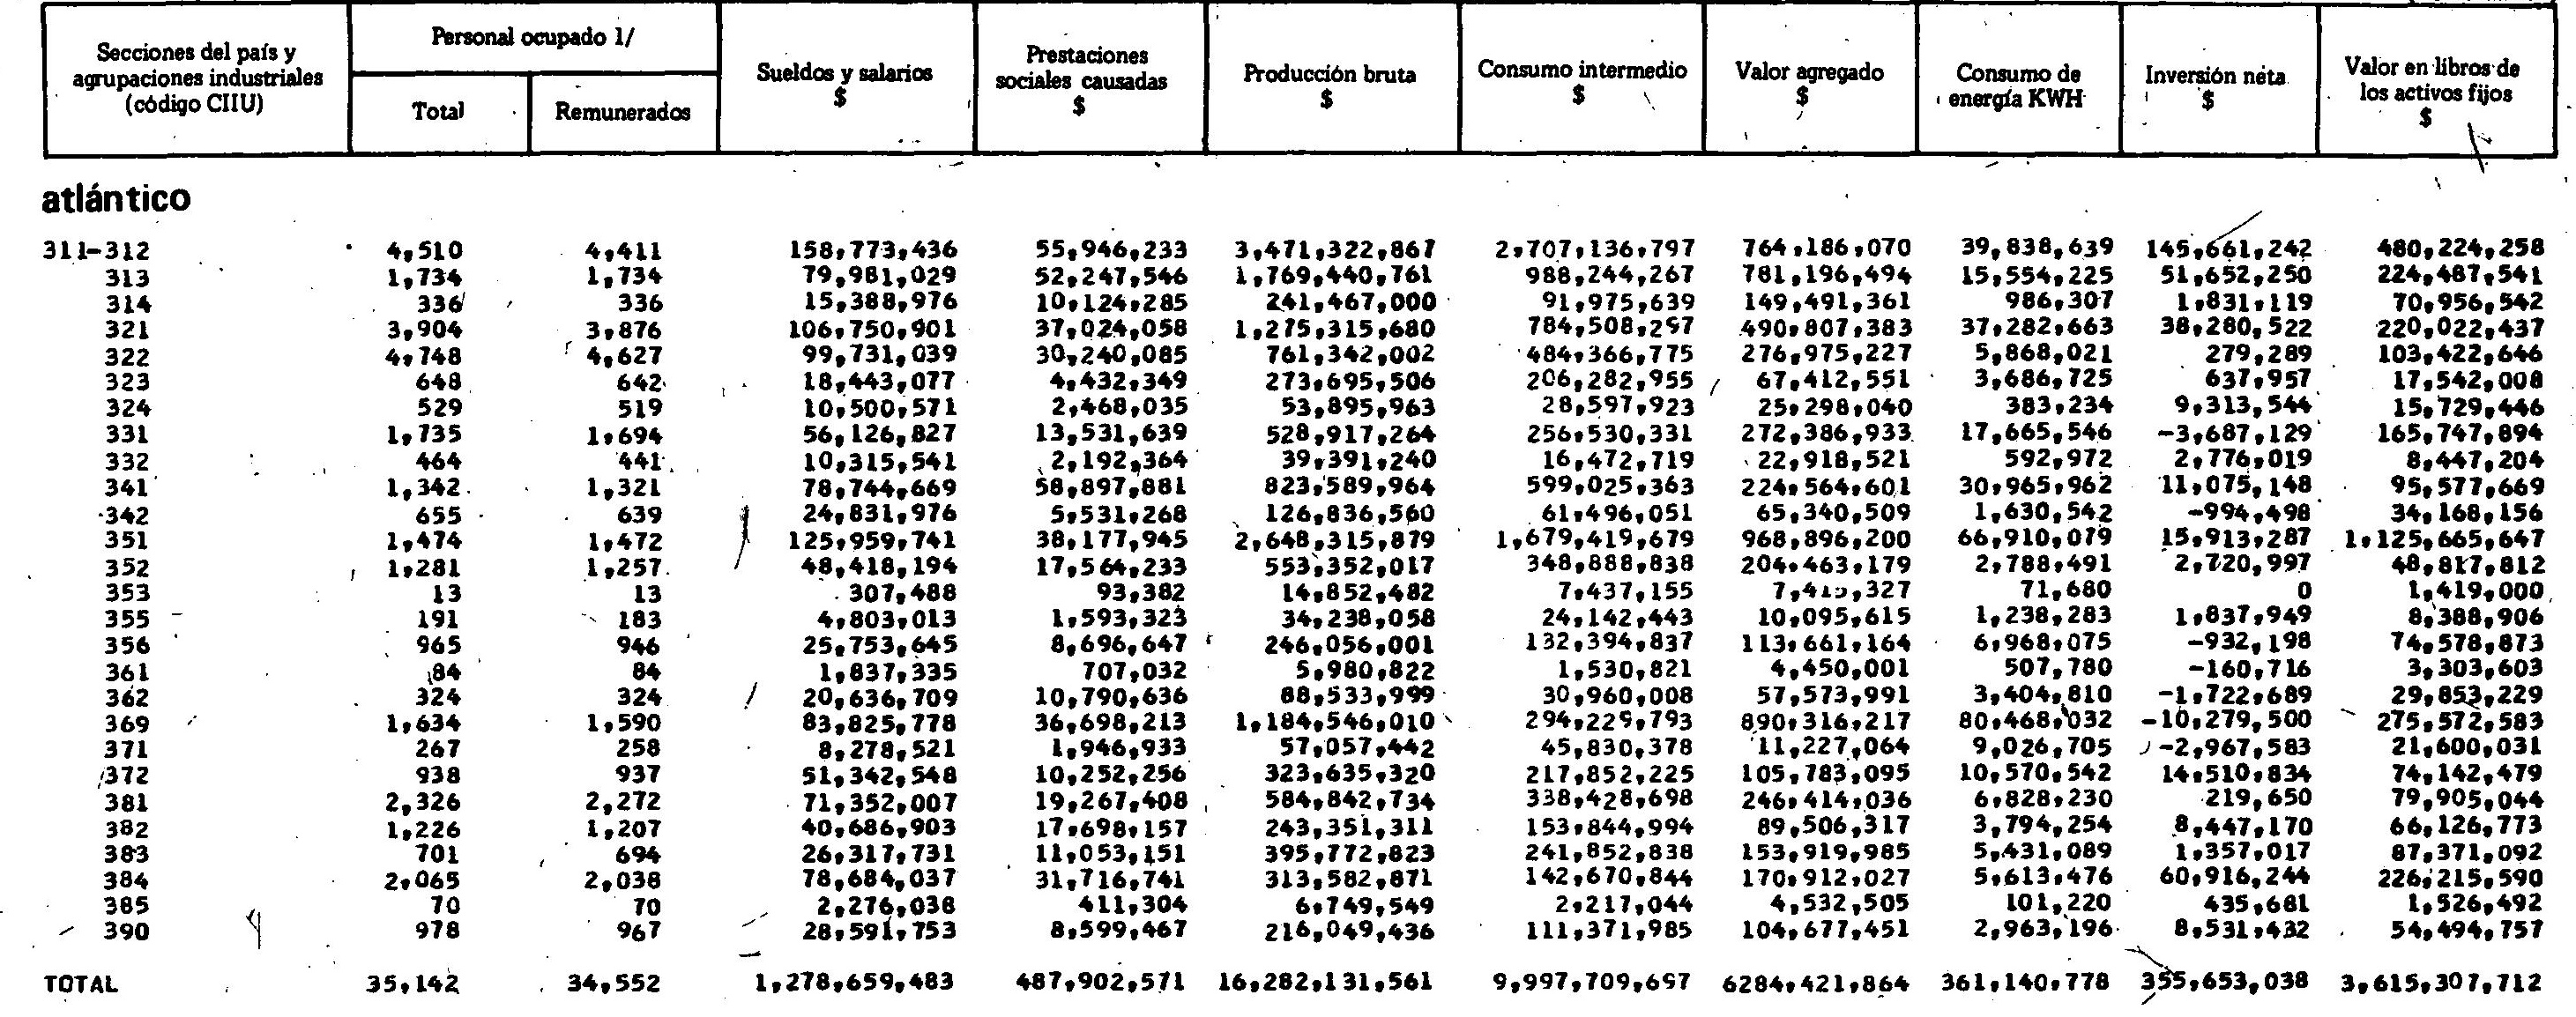 Secciones del país y agrupaciones industriales (código CIIU) Personal ocupado 1/ Total Remunerados Sueldos y salarios $ Prestaciones sociales causadas $ Producción bruta $ Consumo intermedio $ Valor agregado $ Consumo de energía KWH Inversión neta $ Valor en libros de los activos fijos $
atlántico
311-312 4,510 4,411 158,773,436 55,946,233 3,471,322,867 2,707,136,797 764,186,070 39,838,639 145,661,242 480,224,258
313 1,734 1,734 79,981,029 52,247,546 1,769,440,761 988,244,267 781,196,494 15,554,225 51,652,250 224,487,541
314 336 336 15,388,976 10,124,285 241,467,000 91,975,639 149,491,361 986,307 1,831,119 70,956,542
321 3,904 3,876 106,750,901 37,024,058 1,275,315,680 784,508,297 490,807,383 37,282,663 38,280,522 220,022,437
322 4,748 4,627 99,731,039 30,240,085 761,342,002 484,366,775 276,975,227 5,868,021 279,289 103,422,646
323 648 642 18,443,077 4,432,349 273,695,506 206,282,955 67,412,551 3,686,725 637,957 17,542,008
324 529 519 10,500,571 2,468,035 53,895,963 28,597,923 25,298,040 383,234 9,313,544 15,729,446
331 1,735 1,694 56,126,827 13,531,639 528,917,264 256,530,331 272,386,933 17,665,546 -3,687,129 165,747,894
332 464 441 10,315,541 2,192,364 39,391,240 16,472,719 22,918,521 592,972 2,776,019 8,447,204
341 1,342 1,321 78,744,669 58,897,881 823,589,964 599,025,363 224,564,601 30,965,962 11,075,148 95,577,669
342 655 639 24,831,976 5,531,268 126,836,560 61,496,051 65,340,509 1,630,542 -994,498 34,168,156
351 1,474 1,472 125,959,741 38,177,945 2,648,315,879 1,679,419,679 968,896,200 66,910,079 15,913,287 1,125,665,647
352 1,281 1,257 48,418,194 17,564,233 553,352,017 348,888,838 204,463,179 2,788,491 2,720,997 48,817,812
353 13 13 307,488 93,382 14,852,482 7,437,155 7,415,327 71,680 0 1,419,000
355 191 183 4,803,013 1,593,323 34,238,058 24,142,443 10,095,615 1,238,283 1,837,949 8,388,906
356 965 946 25,753,645 8,696,647 246,056,001 132,394,837 113,661,164 6,968,075 -932,198 74,578,873
361 84 84 1,837,335 707,032 5,980,822 1,530,821 4,450,001 507,780 -160,716 3,303,603
362 324 324 20,636,709 10,790,636 88,533,999 30,960,008 57,573,991 3,404,810 -1,722,689 29,853,229
369 1,634 1,590 83,825,778 36,698,213 1,184,546,010 294,229,793 890,316,217 80,468,032 -10,279,500 275,572,583
371 267 258 8,278,521 1,946,933 57,057,442 45,830,378 11,227,064 9,026,705 -2,967,583 21,600,031
372 938 937 51,342,548 10,252,256 323,635,320 217,852,225 105,783,095 10,570,542 14,510,834 74,142,479
381 2,326 2,272 71,352,007 19,267,408 584,842,734 338,428,698 246,414,036 6,828,230 219,650 79,905,044
382 1,226 1,207 40,686,903 17,698,157 243,351,311 153,844,994 89,506,317 3,794,254 8,447,170 66,126,773
383 701 694 26,317,731 11,053,151 395,772,823 241,852,838 153,919,985 5,431,089 1,357,017 87,371,092
384 2,065 2,038 78,684,037 31,716,741 313,582,871 142,670,844 170,912,027 5,613,476 60,916,244 226,215,590
385 70 70 2,276,038 411,304 6,749,549 2,217,044 4,532,505 101,220 435,681 1,526,492
390 978 967 28,591,753 8,599,467 216,049,436 111,371,985 104,677,451 2,963,196 8,531,432 54,494,757
TOTAL 35,142 34,552 1,278,659,483 487,902,571 16,282,131,561 9,997,709,697 6284,421,864 361,140,778 355,653,038 3,615,307,712